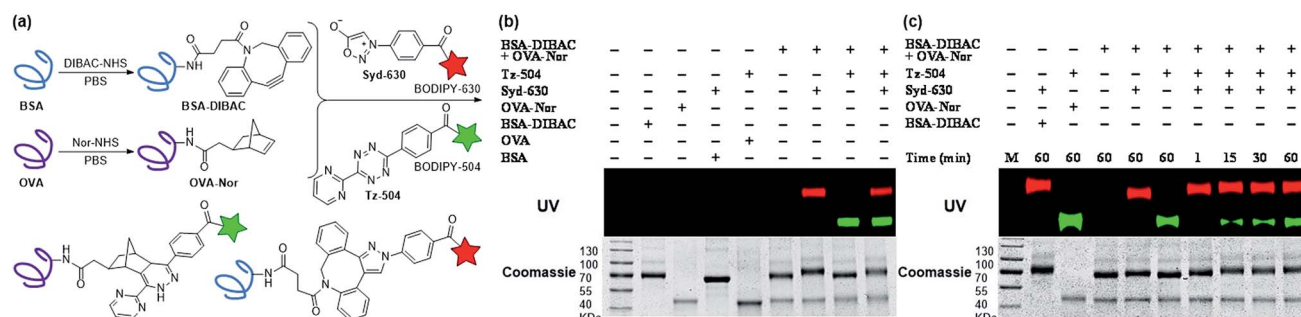 (a)
DIBAC-NHS
PBS
BSA
NH
O
O
N
BSA-DIBAC
Nor-NHS
PBS
OVA
H
N
O
OVA-Nor
O
O
N
N
Syd-630
O
BODIPY-630
O
BODIPY-504
N N
N N
N
N
Tz-504
H
N
O
O
N
N
N
H
N
N
H
N
O
O
N
N
N
O
(b)
BSA-DIBAC
+ OVA-Nor – – – – – – + + + +
Tz-504 – – – – – + – – + +
Syd-630 – – – – + – – + – +
OVA-Nor – – – + – – – – – –
BSA-DIBAC – – + – – – – – – –
OVA – – – – – + – – – –
BSA – – – – + – – – – –
UV
Coomassie
130
100
70
55
40
KDa
(c)
BSA-DIBAC
+ OVA-Nor – – – + + + + + + +
Tz-504 – – + – – + + + + +
Syd-630 – + – – + – + + + +
OVA-Nor – – + – – – – – – –
BSA-DIBAC – + – – – – – – – –
Time (min) M 60 60 60 60 60 1 15 30 60
UV
Coomassie
130
100
70
55
40
KDa